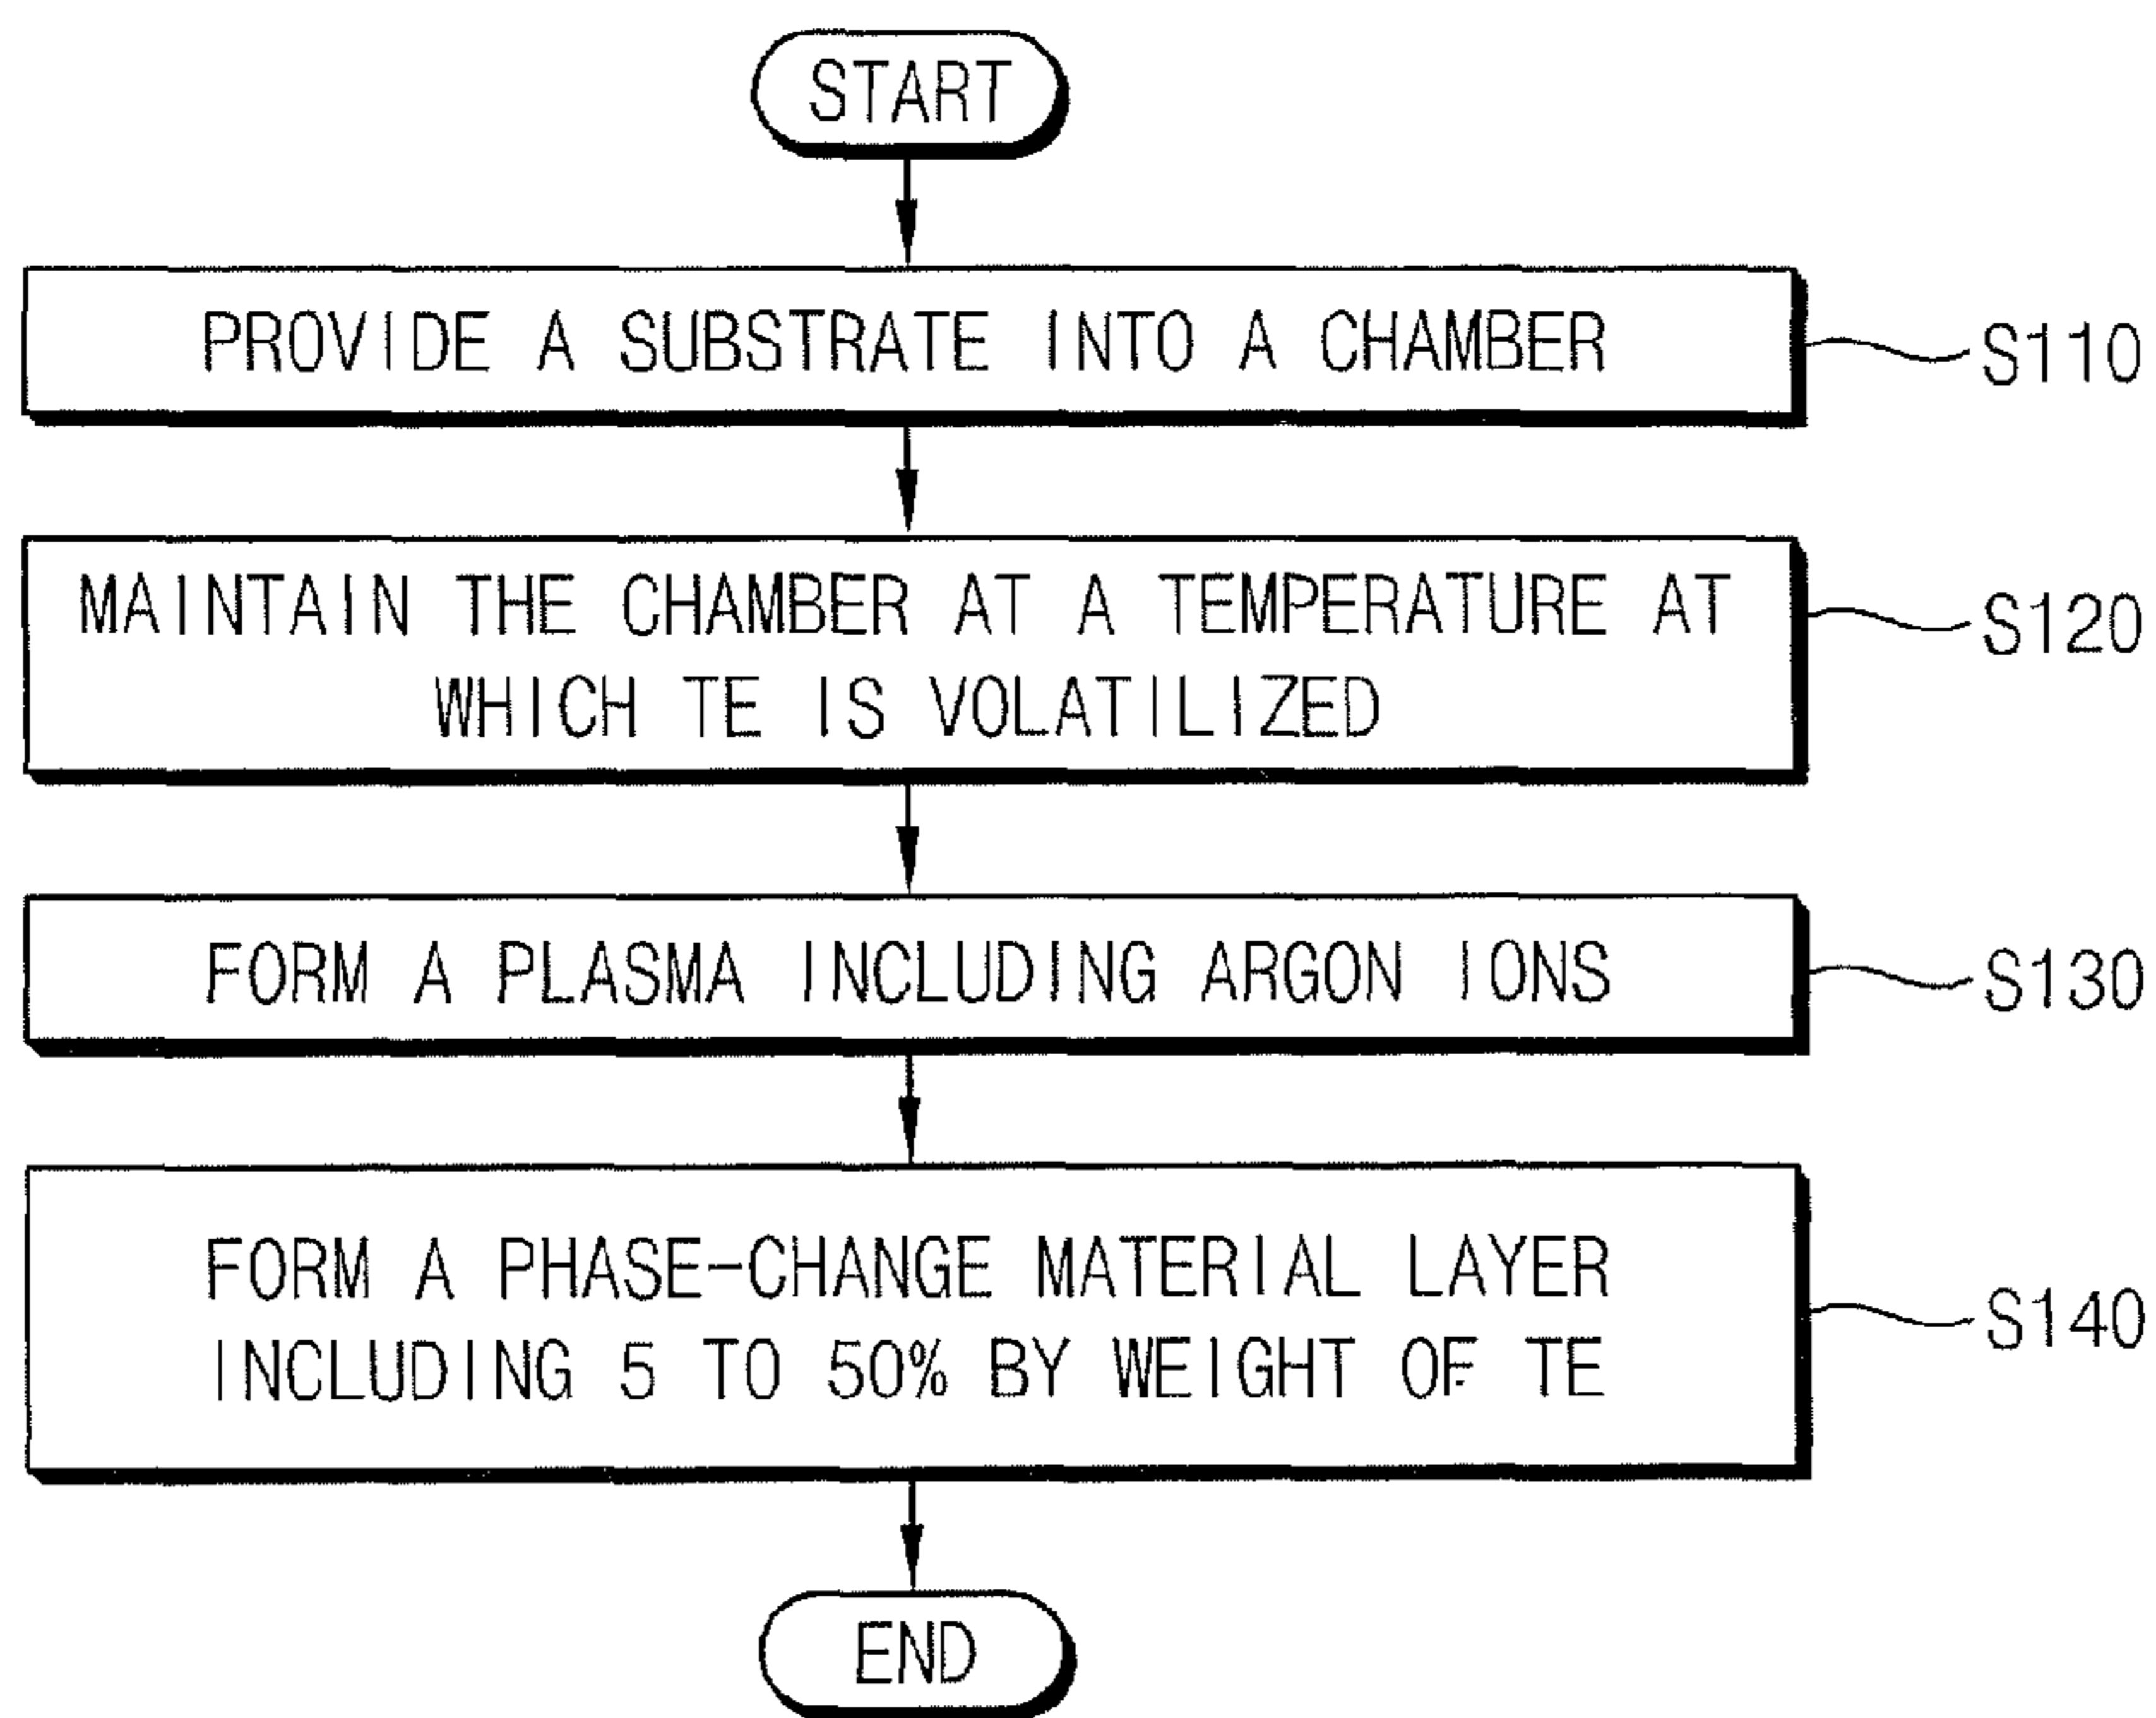 START
PROVIDE A SUBSTRATE INTO A CHAMBER
S110
MAINTAIN THE CHAMBER AT A TEMPERATURE AT
WHICH TE IS VOLATILIZED
S120
FORM A PLASMA INCLUDING ARGON IONS
S130
FORM A PHASE-CHANGE MATERIAL LAYER
INCLUDING 5 TO 50% BY WEIGHT OF TE
S140
END